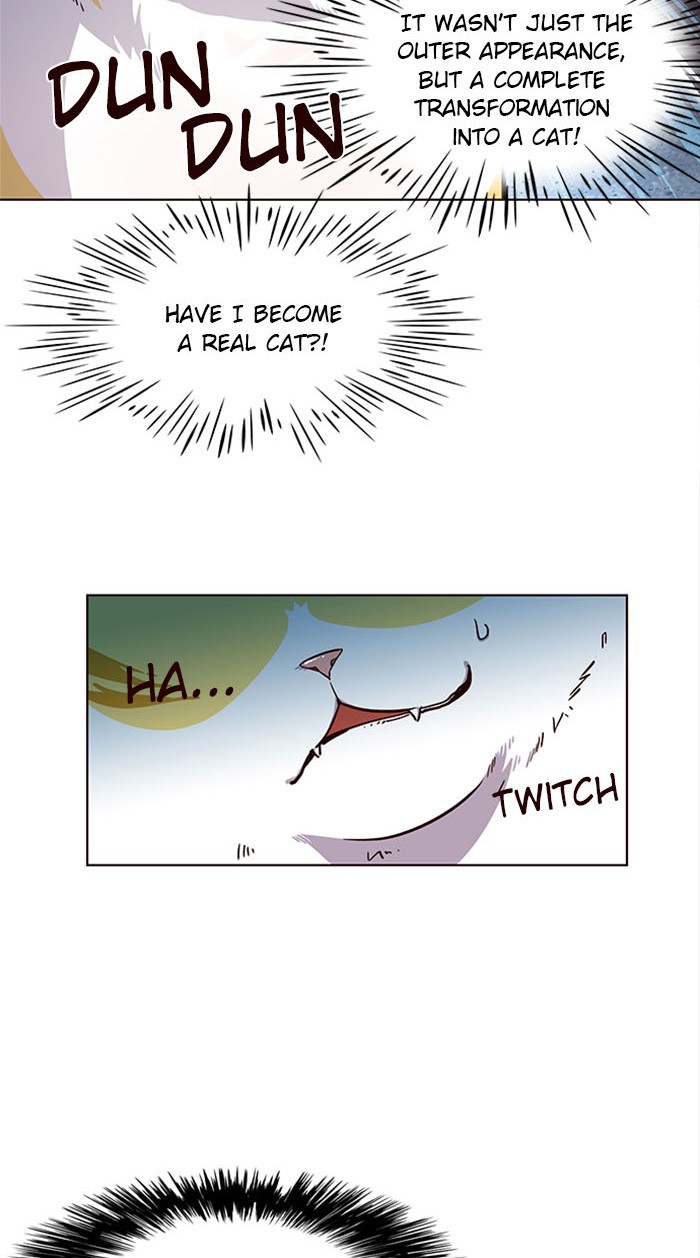 IT WASN'T JUST THE
OUTER APPEARANCE,
BUT A COMPLETE
TRANSFORMATION
INTO A CAT!
DUN
DUN
HAVE I BECOME
A REAL CAT?!
HA...
TWITCH